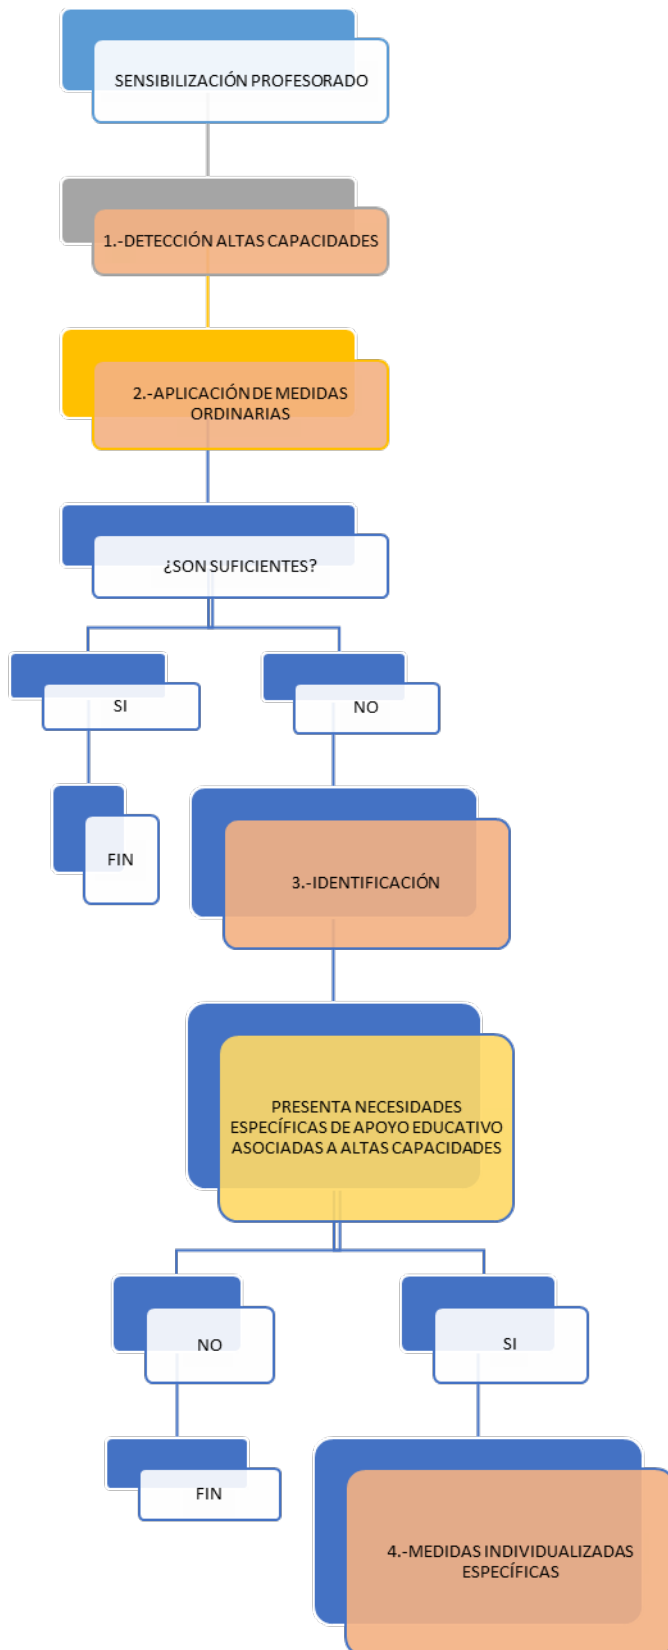 SENSIBILIZACIÓN PROFESORADO
1.-DETECCIÓN ALTAS CAPACIDADES
2.-APLICACIÓN DE MEDIDAS
ORDINARIAS
¿SON SUFICIENTES?
SI
NO
FIN
3.-IDENTIFICACIÓN
PRESENTA NECESIDADES
ESPECÍFICAS DE APOYO EDUCATIVO
ASOCIADAS A ALTAS CAPACIDADES
NO
SI
FIN
4.-MEDIDAS INDIVIDUALIZADAS
ESPECÍFICAS